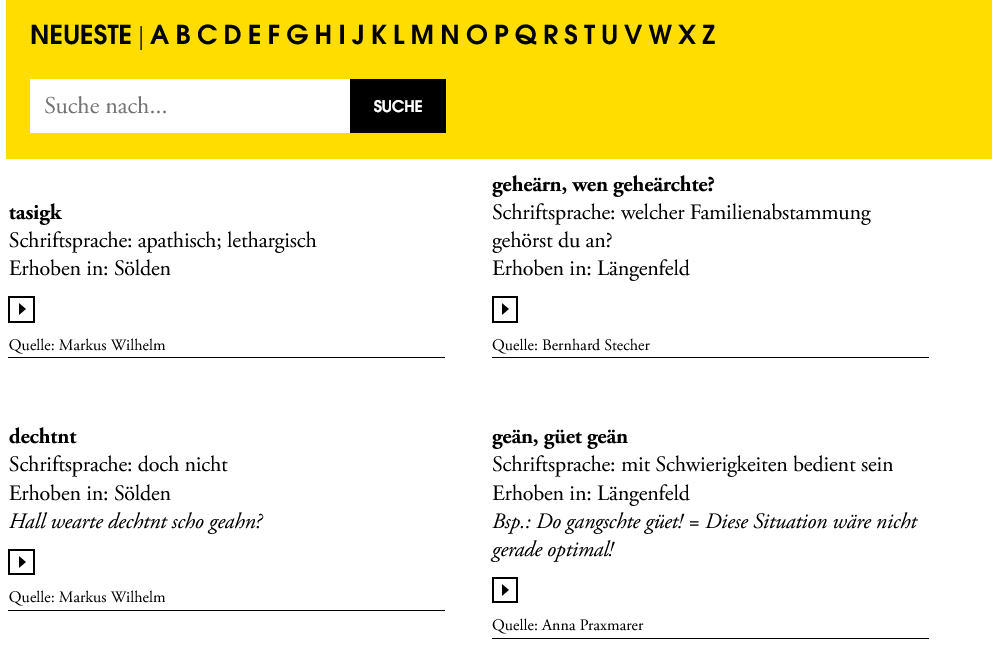 NEUESTE | A B C D E F G H I J K L M N O P Q R S T U V W X Z
Suche nach...
SUCHE
tasigk
Schriftsprache: apathisch; lethargisch
Erhoben in: Sölden
Quelle: Markus Wilhelm
geheärn, wen geheärchte?
Schriftsprache: welcher Familienabstammung
gehörst du an?
Erhoben in: Längenfeld
Quelle: Bernhard Stecher
dechtnt
Schriftsprache: doch nicht
Erhoben in: Sölden
Hall wearte dechtnt scho geahn?
Quelle: Markus Wilhelm
geän, güet geän
Schriftsprache: mit Schwierigkeiten bedient sein
Erhoben in: Längenfeld
Bsp.: Do gangschte güet! = Diese Situation wäre nicht
gerade optimal!
Quelle: Anna Praxmarer